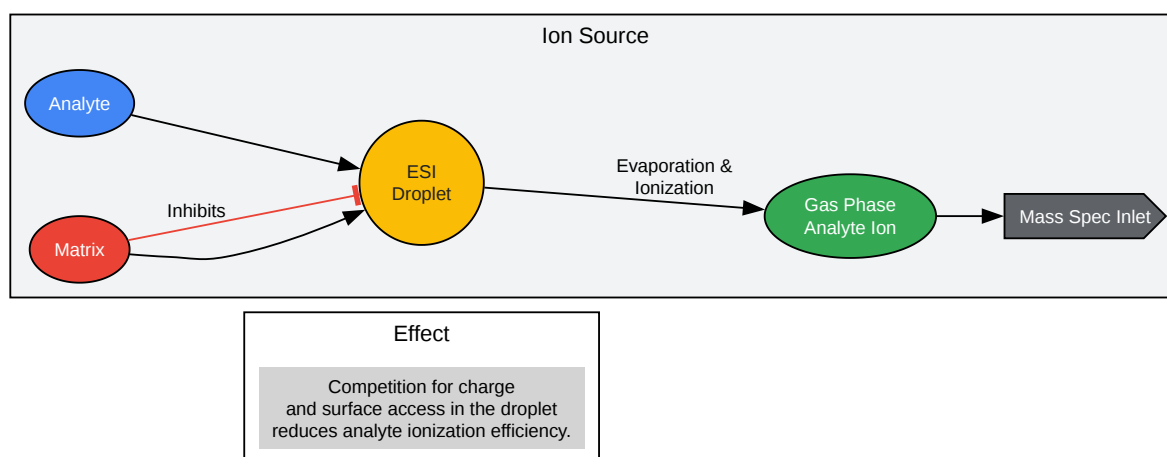 Ion Source
Analyte
Matrix
Inhibits
ESI
Droplet
Evaporation &
Ionization
Gas Phase
Analyte Ion
Mass Spec Inlet
Effect
Competition for charge
and surface access in the droplet
reduces analyte ionization efficiency.